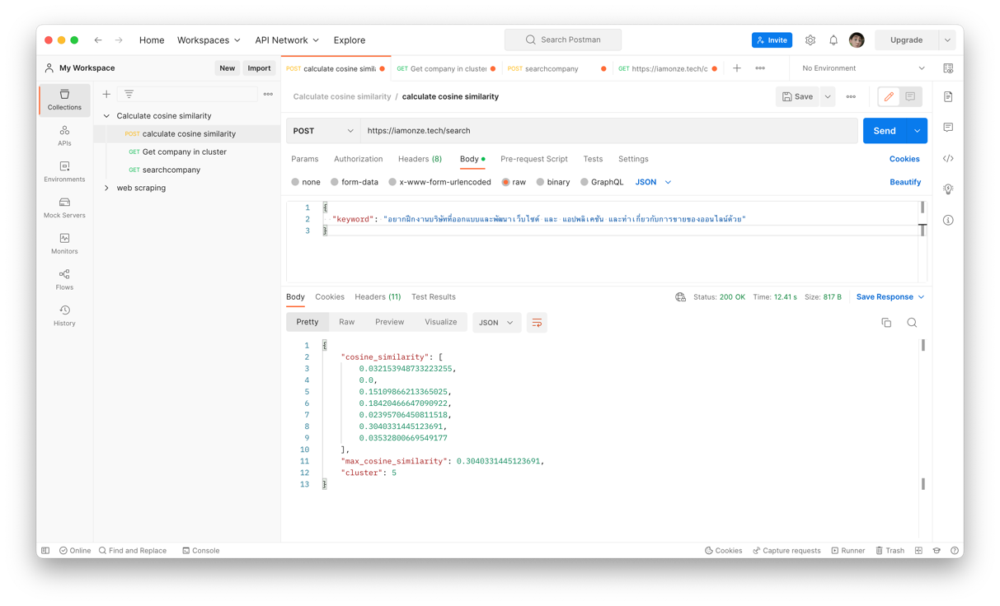 Home Workspaces API Network Explore Search Postman Invite Upgrade
My Workspace New Import POST calculate cosine simila GET Get company in cluster POST searchcompany GET https://iamonze.tech/c No Environment
Collections
APIs
Environments
Mock Servers
Monitors
Flows
History
Calculate cosine similarity
POST calculate cosine similarity
GET Get company in cluster
GET searchcompany
web scraping
Calculate cosine similarity / calculate cosine similarity Save
POST https://iamonze.tech/search Send
Params Authorization Headers (8) Body Pre-request Script Tests Settings Cookies
none form-data x-www-form-urlencoded raw binary GraphQL JSON Beautify
1 {
2 "keyword": "อยากฝึกงานบริษัทที่ออกแบบและพัฒนาเว็บไซต์ และ แอปพลิเคชัน และทำเกี่ยวกับการขายของออนไลน์ด้วย"
3 }
Body Cookies Headers (11) Test Results Status: 200 OK Time: 12.41 s Size: 817 B Save Response
Pretty Raw Preview Visualize JSON
1 {
2 "cosine_similarity": [
3 0.032153948733223255,
4 0.0,
5 0.15109866213365025,
6 0.18420466647090922,
7 0.02395706450811518,
8 0.3040331445123691,
9 0.03532800669549177
10 ],
11 "max_cosine_similarity": 0.3040331445123691,
12 "cluster": 5
13 }
Online Find and Replace Console Cookies Capture requests Runner Trash